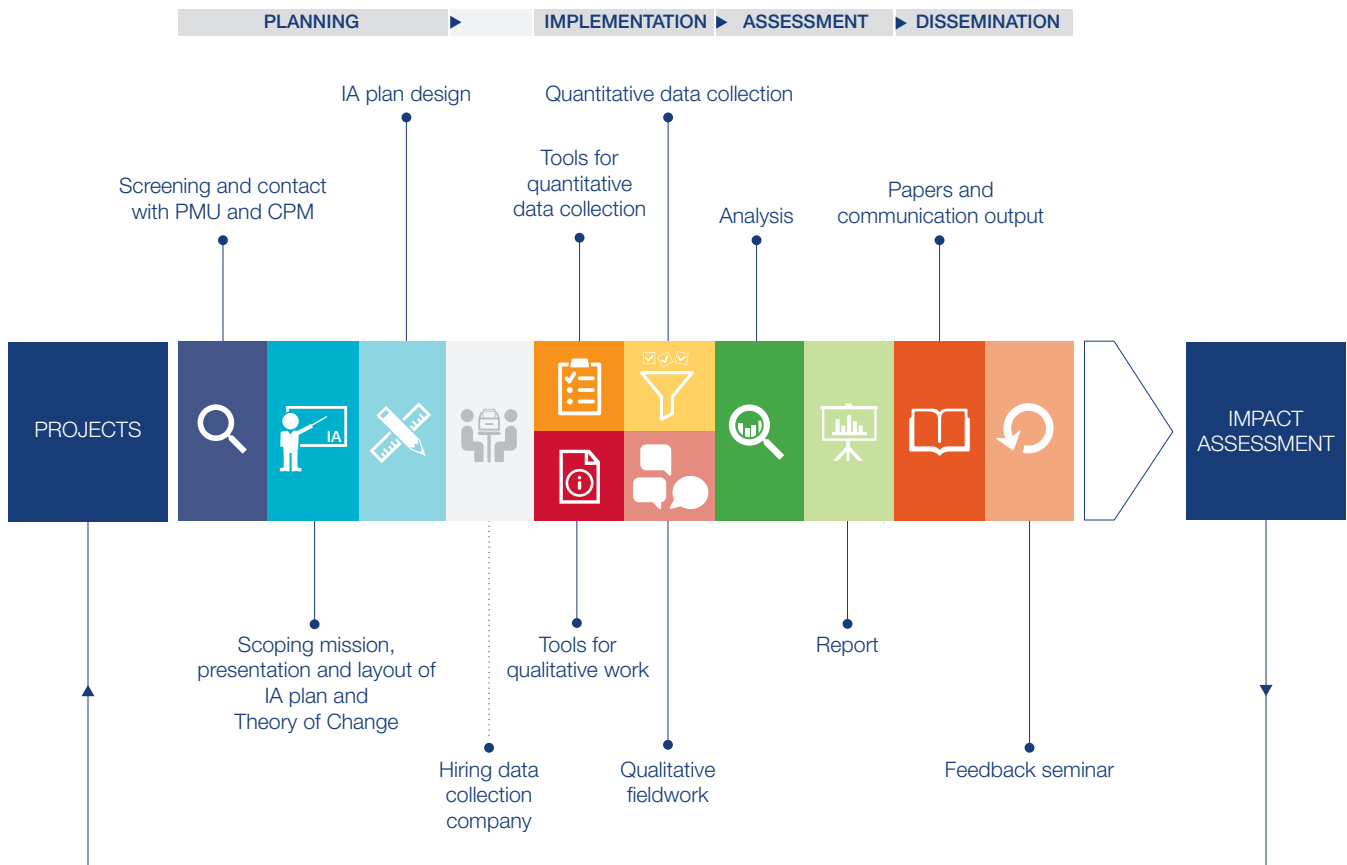 PLANNING
IMPLEMENTATION
ASSESSMENT
DISSEMINATION
IA plan design
Quantitative data collection
Screening and contact
with PMU and CPM
Tools for
quantitative
data collection
Analysis
Papers and
communication output
PROJECTS
IA
IMPACT
ASSESSMENT
Scoping mission,
presentation and layout of
IA plan and
Theory of Change
Tools for
qualitative work
Report
Hiring data
collection
company
Qualitative
fieldwork
Feedback seminar